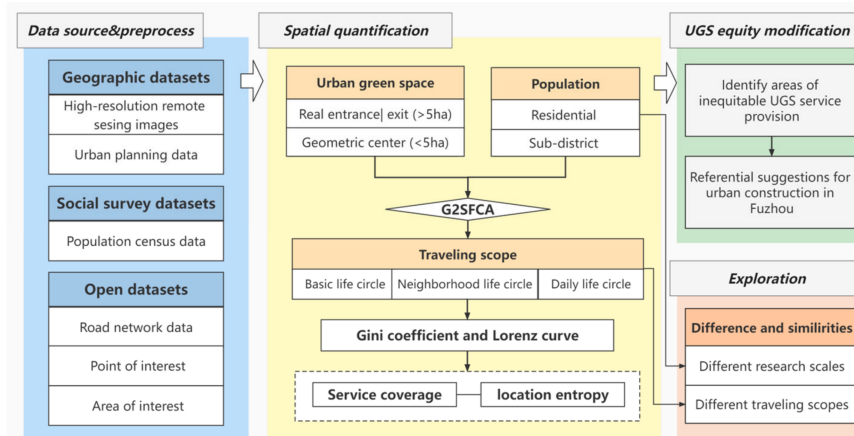 Data source&preprocess
Geographic datasets
High-resolution remote
sesing images
Urban planning data
Social survey datasets
Population census data
Open datasets
Road network data
Point of interest
Area of interest
Spatial quantification
Urban green space
Real entrance| exit (>5ha)
Geometric center (<5ha)
Population
Residential
Sub-district
G2SFCA
Traveling scope
Basic life circle
Neighborhood life circle
Daily life circle
Gini coefficient and Lorenz curve
Service coverage
location entropy
UGS equity modification
Identify areas of
inequitable UGS service
provision
Referential suggestions for
urban construction in
Fuzhou
Exploration
Difference and similirities
Different research scales
Different traveling scopes